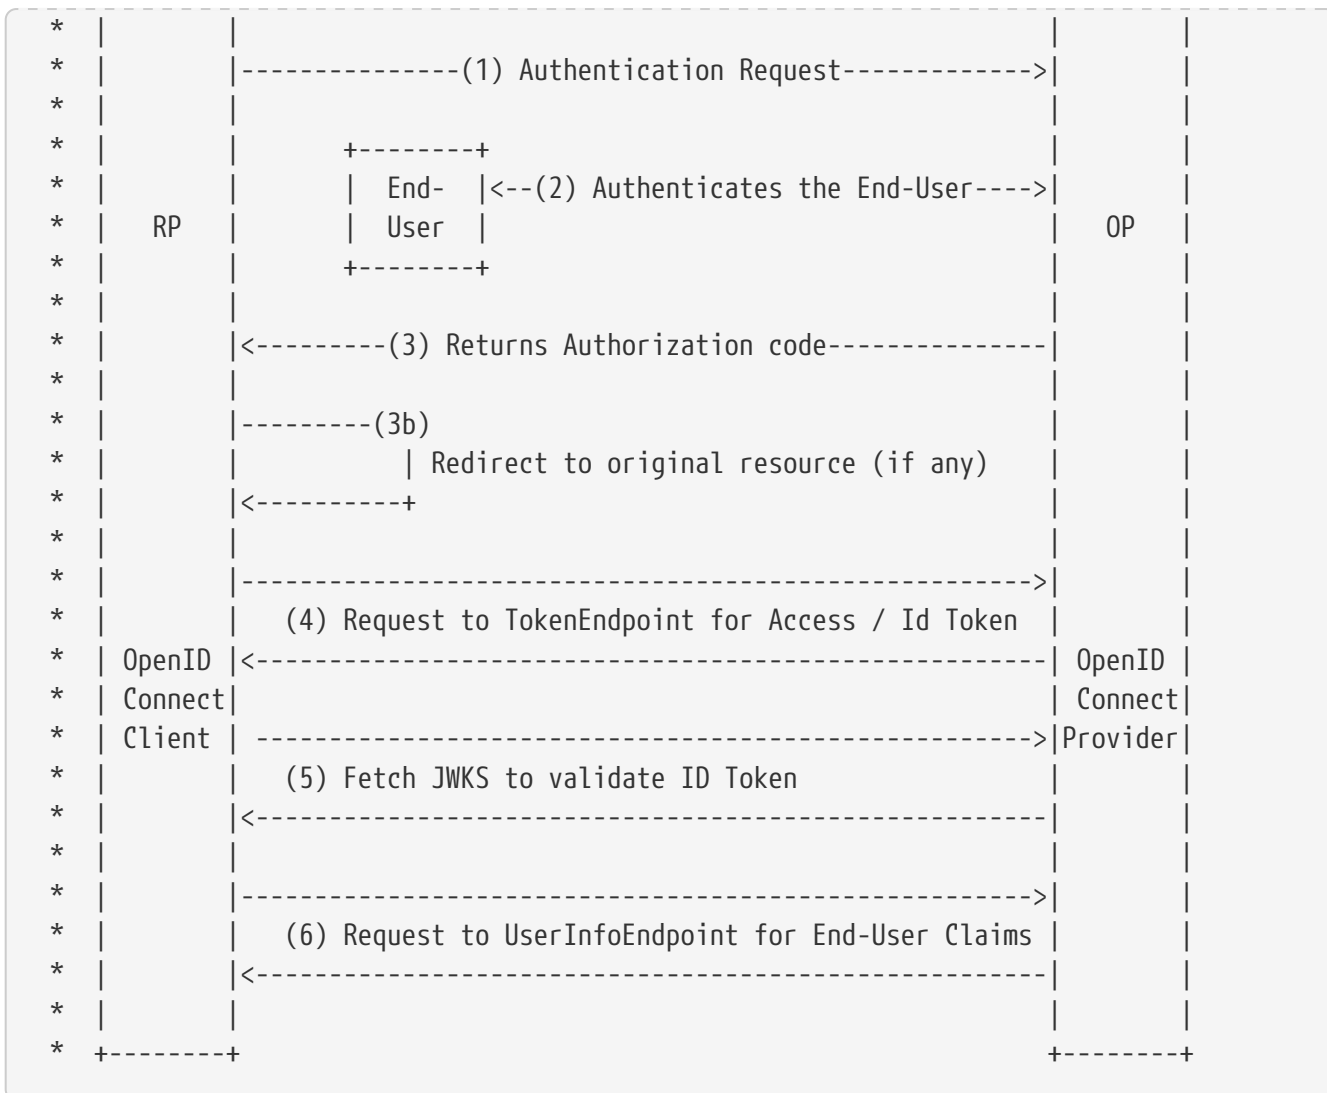 *  |        |                                                        |        |
*  |        |---------------(1) Authentication Request------------->|        |
*  |        |                                                        |        |
*  |        |       +--------+                                       |        |
*  |        |       |  End-  |<--(2) Authenticates the End-User---->|        |
*  |   RP   |       |  User  |                                       |   OP   |
*  |        |       +--------+                                       |        |
*  |        |                                                        |        |
*  |        |<---------(3) Returns Authorization code---------------|        |
*  |        |                                                        |        |
*  |        |---------(3b)                                           |        |
*  |        |           | Redirect to original resource (if any)     |        |
*  |        |<----------+                                            |        |
*  |        |                                                        |        |
*  |        |------------------------------------------------------>|        |
*  |        |   (4) Request to TokenEndpoint for Access / Id Token   |        |
*  | OpenID |<------------------------------------------------------| OpenID |
*  | Connect|                                                        | Connect|
*  | Client | ----------------------------------------------------->|Provider|
*  |        |   (5) Fetch JWKS to validate ID Token                  |        |
*  |        |<------------------------------------------------------|        |
*  |        |                                                        |        |
*  |        |------------------------------------------------------>|        |
*  |        |   (6) Request to UserInfoEndpoint for End-User Claims  |        |
*  |        |<------------------------------------------------------|        |
*  |        |                                                        |        |
*  +--------+                                                        +--------+